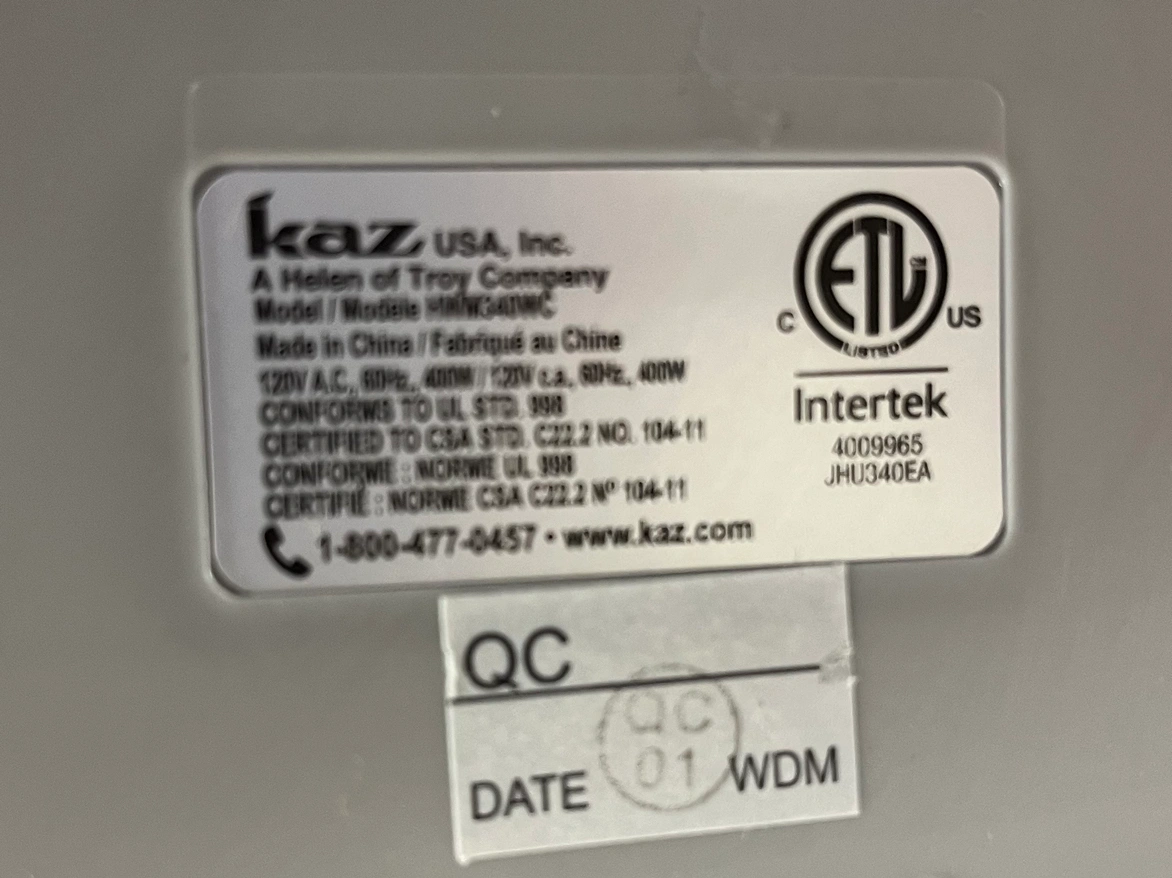 kaz USA, Inc.
A Helen of Troy Company
Model / Modèle HWM340WC
Made in China / Fabriqué au Chine
120V A.C., 60Hz., 400W / 120V c.a., 60Hz., 400W
CONFORMS TO UL STD. 998
CERTIFIED TO CSA STD. C22.2 NO. 104-11
CONFORME : NORME UL 998
CERTIFIÉ : NORME CSA C22.2 Nº 104-11
1-800-477-0457 • www.kaz.com
ETL CM
C US
LISTED
Intertek
4009965
JHU340EA
QC
QC
01
DATE WDM